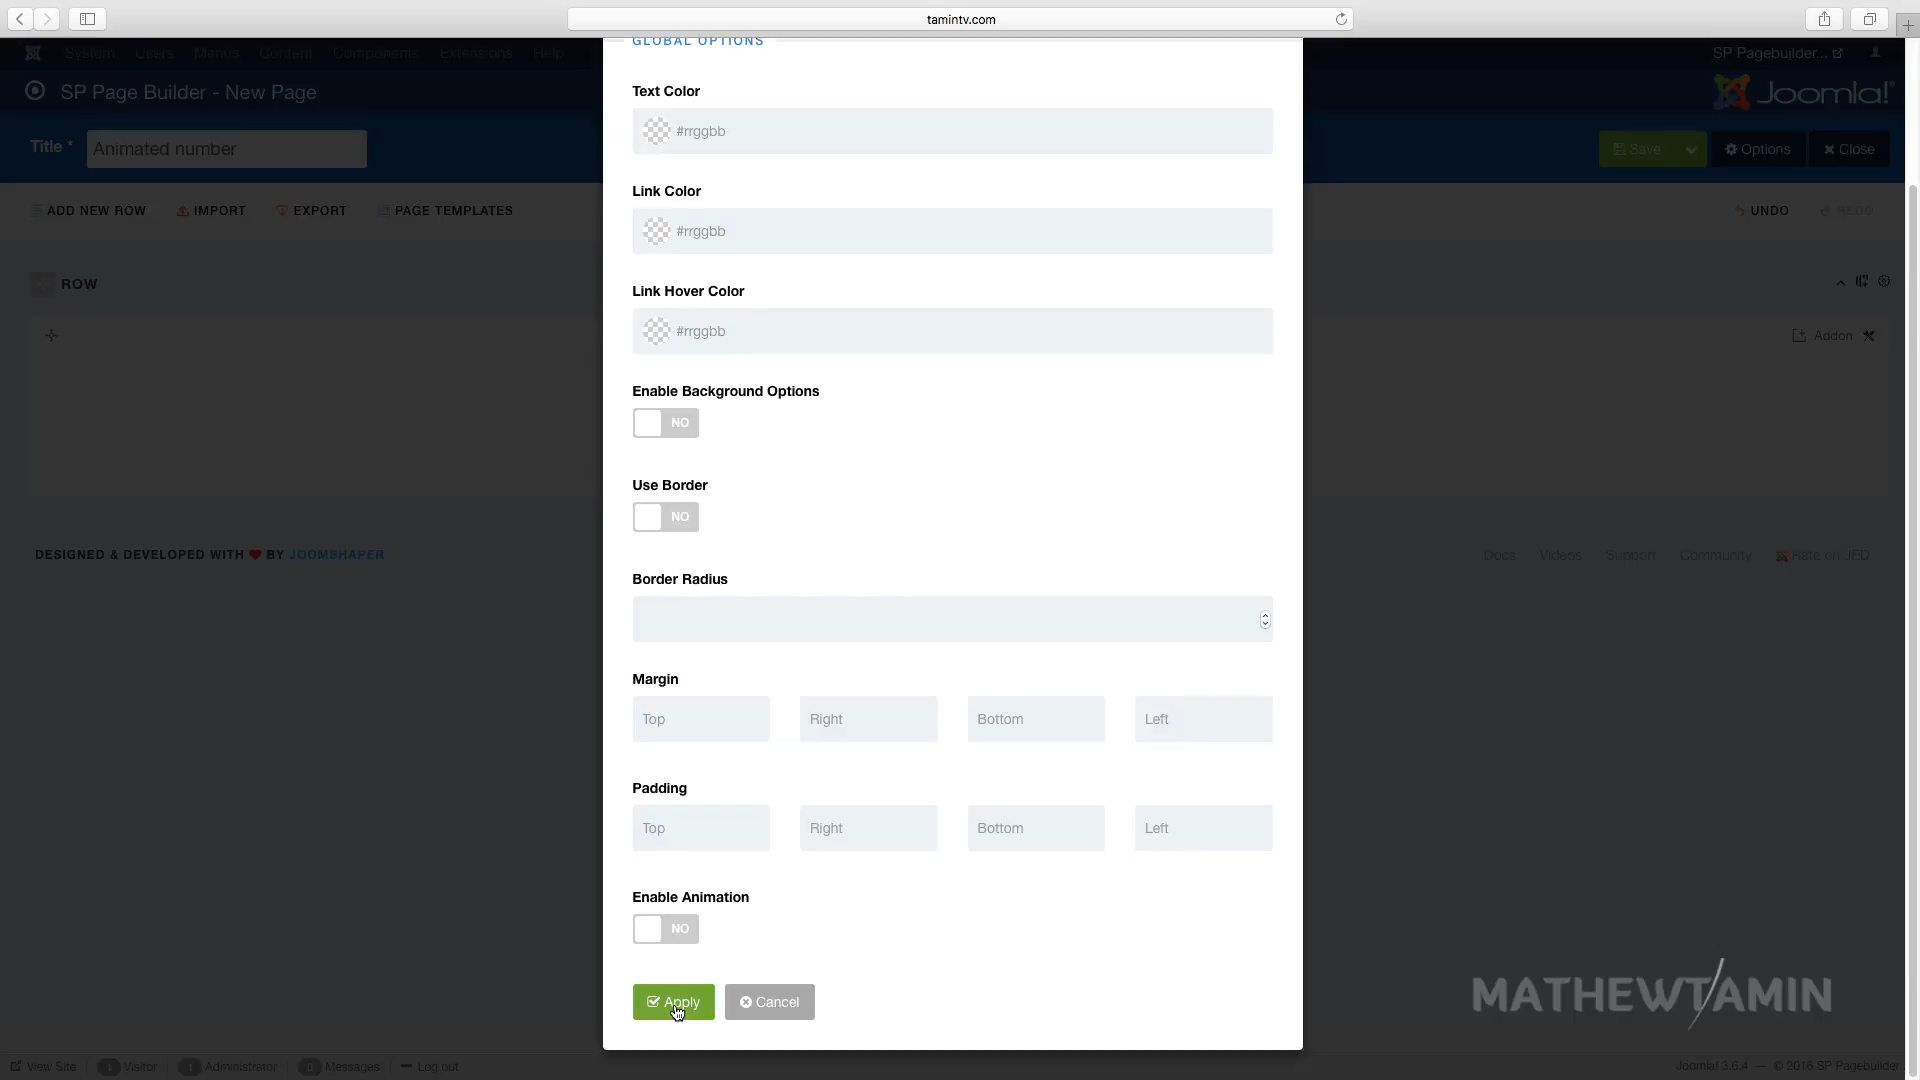 tamintv.com
System Users Menus Content Components Extensions Help
SP Pagebuilder...
GLOBAL OPTIONS
SP Page Builder - New Page
Joomla!
Title *
Animated number
Save
Options
Close
ADD NEW ROW
IMPORT
EXPORT
PAGE TEMPLATES
UNDO
REDO
ROW
Addon
Text Color
#rrggbb
Link Color
#rrggbb
Link Hover Color
#rrggbb
Enable Background Options
NO
Use Border
NO
DESIGNED & DEVELOPED WITH ❤ BY JOOMSHAPER
Docs Videos Support Community Rate on JED
Border Radius
Margin
Top Right Bottom Left
Padding
Top Right Bottom Left
Enable Animation
NO
Apply
Cancel
MATHEWTAMIN
View Site
Visitor
Administrator
Messages
Log out
Joomla! 3.6.4 — © 2016 SP Pagebuilder